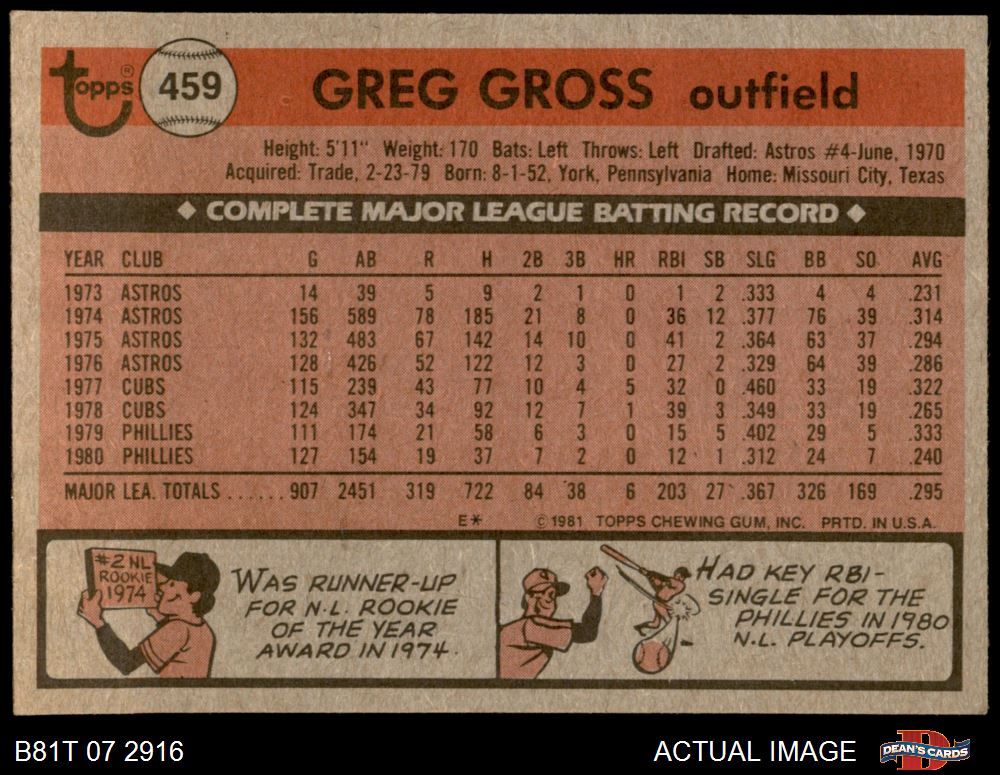 topps® 459 GREG GROSS outfield
Height: 5'11" Weight: 170 Bats: Left Throws: Left Drafted: Astros #4-June, 1970
Acquired: Trade, 2-23-79 Born: 8-1-52, York, Pennsylvania Home: Missouri City, Texas
◆ COMPLETE MAJOR LEAGUE BATTING RECORD ◆
YEAR CLUB G AB R H 2B 3B HR RBI SB SLG BB SO AVG
1973 ASTROS 14 39 5 9 2 1 0 1 2 .333 4 4 .231
1974 ASTROS 156 589 78 185 21 8 0 36 12 .377 76 39 .314
1975 ASTROS 132 483 67 142 14 10 0 41 2 .364 63 37 .294
1976 ASTROS 128 426 52 122 12 3 0 27 2 .329 64 39 .286
1977 CUBS 115 239 43 77 10 4 5 32 0 .460 33 19 .322
1978 CUBS 124 347 34 92 12 7 1 39 3 .349 33 19 .265
1979 PHILLIES 111 174 21 58 6 3 0 15 5 .402 29 5 .333
1980 PHILLIES 127 154 19 37 7 2 0 12 1 .312 24 7 .240
MAJOR LEA. TOTALS ...... 907 2451 319 722 84 38 6 203 27 .367 326 169 .295
E* © 1981 TOPPS CHEWING GUM, INC. PRTD. IN U.S.A.
#2 NL
ROOKIE
1974
WAS RUNNER-UP
FOR N.L. ROOKIE
OF THE YEAR
AWARD IN 1974.
HAD KEY RBI-
SINGLE FOR THE
PHILLIES IN 1980
N.L. PLAYOFFS.
B81T 07 2916 ACTUAL IMAGE DEAN'S CARDS